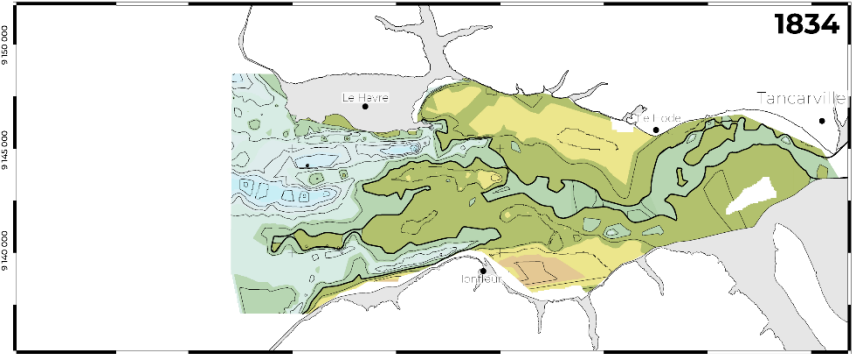 1834
9 150 000
Tancarville
Le Havre
Le Hode
9 145 000
9 140 000
Honfleur